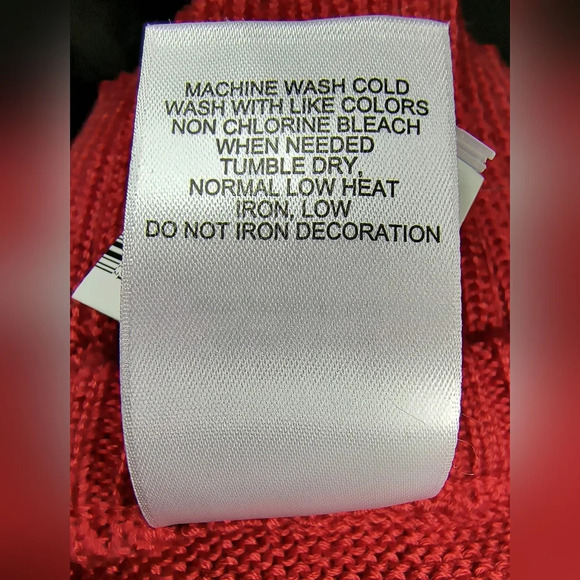 MACHINE WASH COLD
WASH WITH LIKE COLORS
NON CHLORINE BLEACH
WHEN NEEDED
TUMBLE DRY,
NORMAL LOW HEAT
IRON, LOW
DO NOT IRON DECORATION